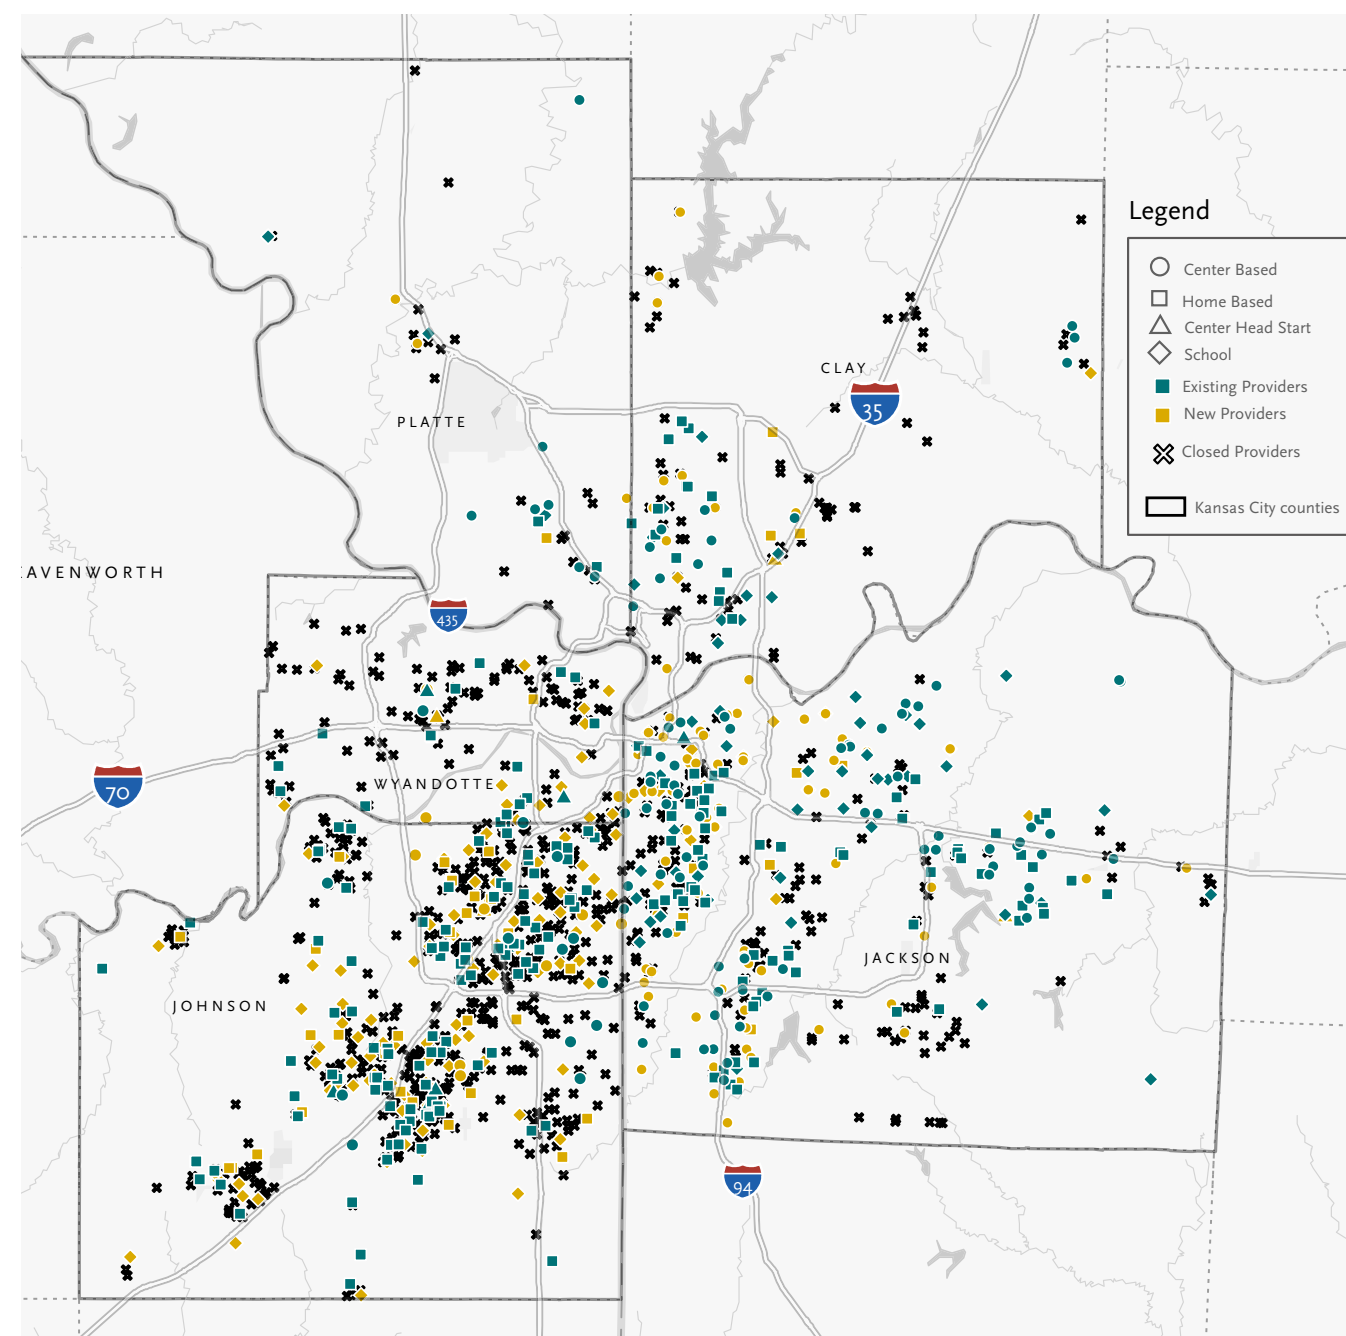 Legend
Center Based
Home Based
Center Head Start
School
Existing Providers
New Providers
Closed Providers
Kansas City counties
CLAY
35
PLATTE
EAVENWORTH
435
70
WYANDOTTE
JACKSON
JOHNSON
94